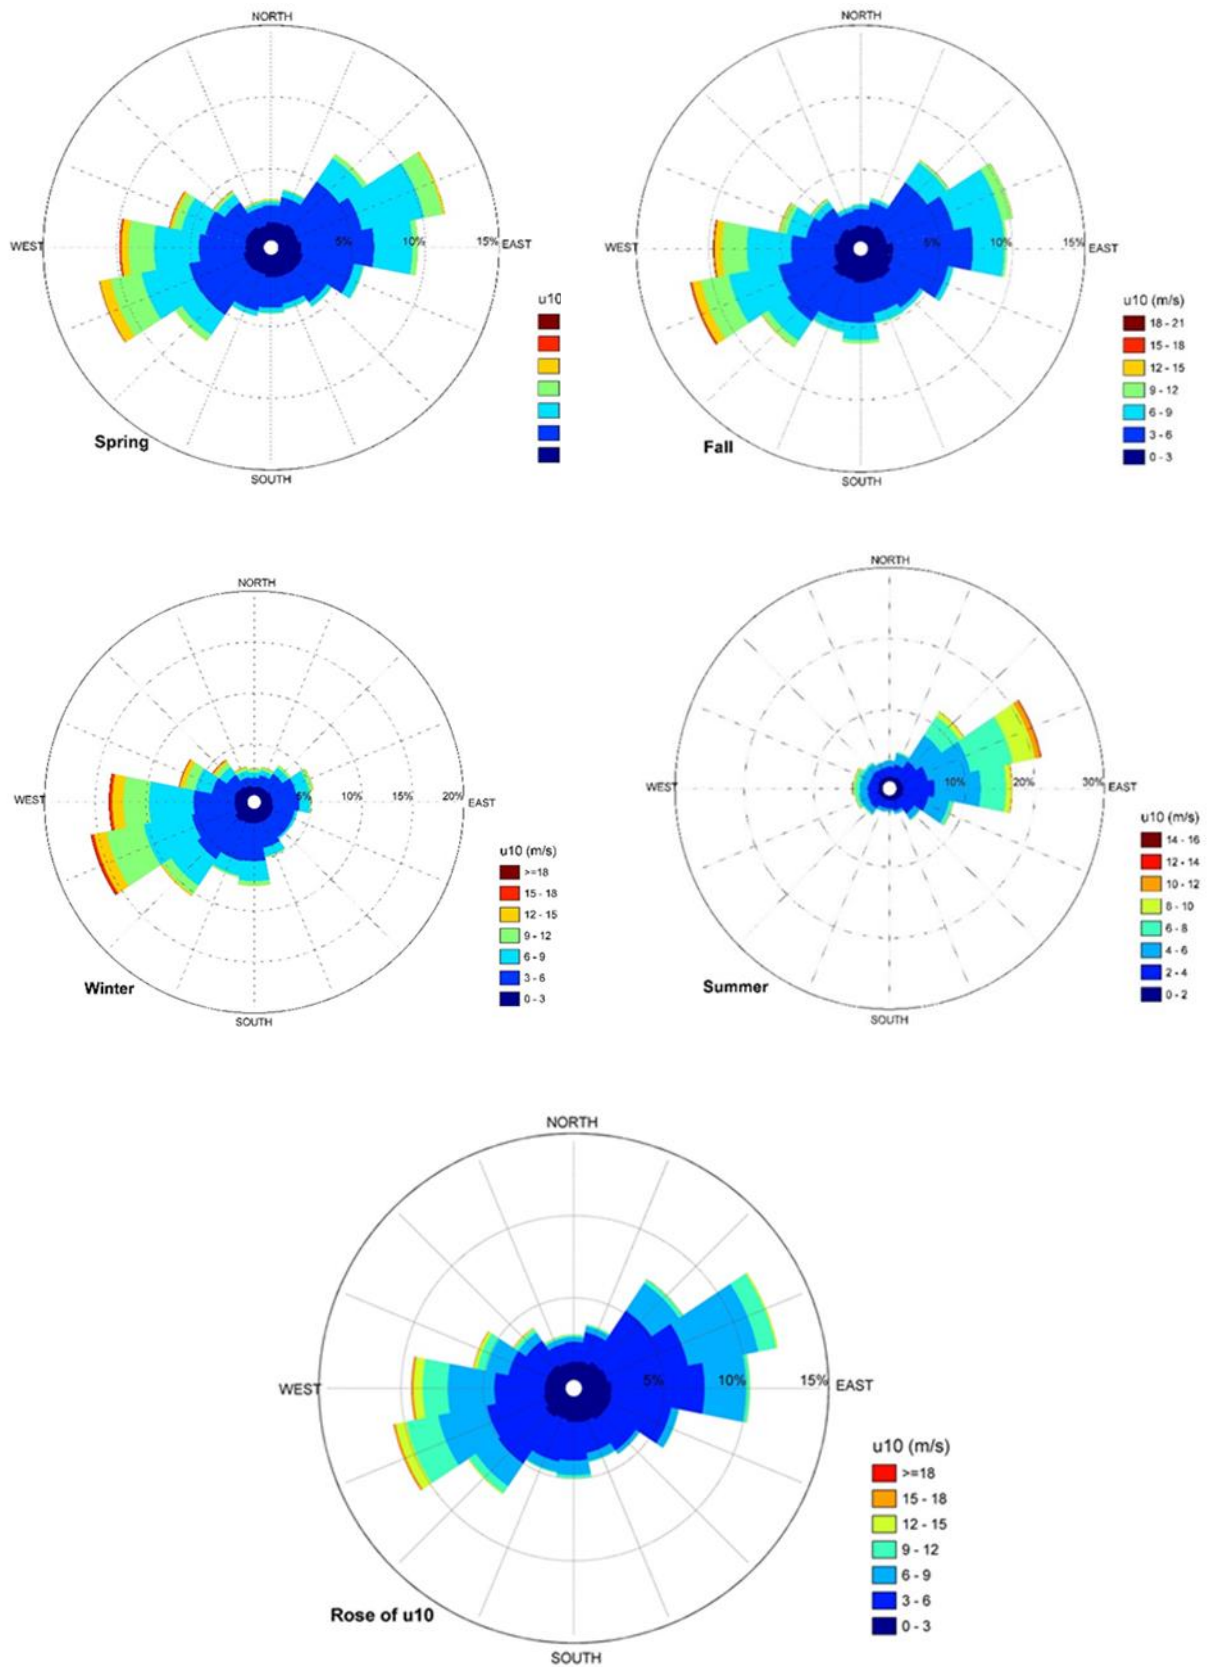 NORTH
WEST
5%
10%
15%
EAST
u10
Spring
SOUTH
NORTH
WEST
5%
10%
15%
EAST
u10 (m/s)
18 - 21
15 - 18
12 - 15
9 - 12
6 - 9
3 - 6
0 - 3
Fall
SOUTH
NORTH
WEST
5%
10%
15%
20%
EAST
u10 (m/s)
>=18
15 - 18
12 - 15
9 - 12
6 - 9
3 - 6
0 - 3
Winter
SOUTH
NORTH
WEST
10%
20%
30%
EAST
u10 (m/s)
14 - 16
12 - 14
10 - 12
8 - 10
6 - 8
4 - 6
2 - 4
0 - 2
Summer
SOUTH
NORTH
WEST
5%
10%
15%
EAST
u10 (m/s)
>=18
15 - 18
12 - 15
9 - 12
6 - 9
3 - 6
0 - 3
Rose of u10
SOUTH